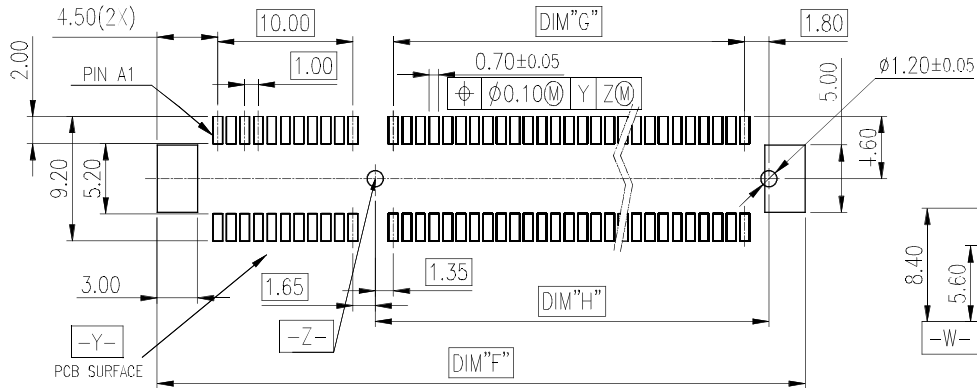 4.50(2X)
10.00
DIM"G"
1.80
2.00
PIN A1
1.00
0.70±0.05
ø1.20±0.05
⌖ ø0.10Ⓜ Y ZⓂ
5.00
9.20
5.20
4.60
3.00
1.65
1.35
8.40
5.60
-Y-
-Z-
DIM"H"
-W-
PCB SURFACE
DIM"F"